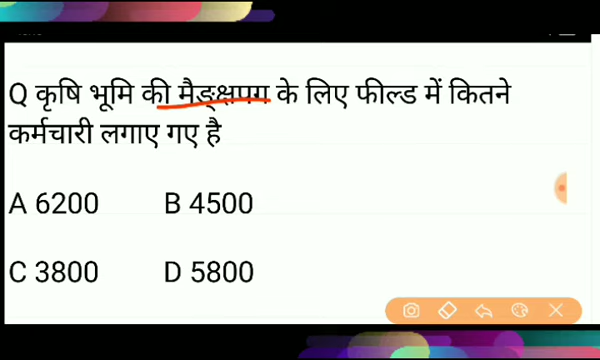 Q कृषि भूमि की मैङ्क्षपग के लिए फील्ड में कितने
कर्मचारी लगाए गए है
A 6200 B 4500
C 3800 D 5800